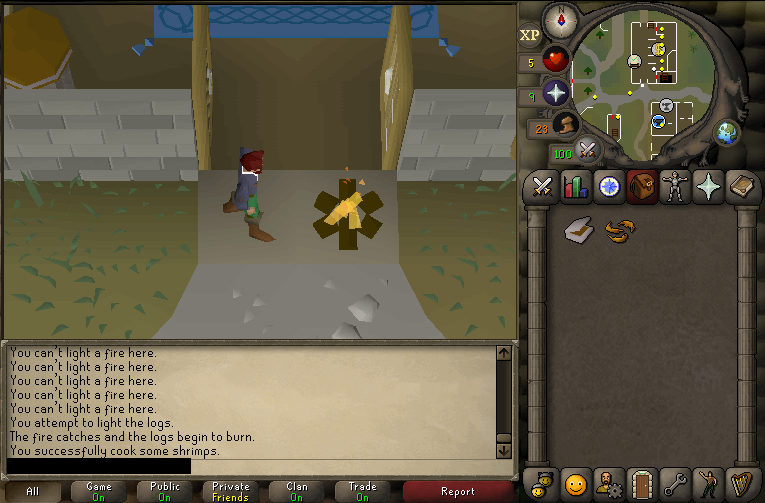 N
XP
5
9
23
100
You can't light a fire here.
You can't light a fire here.
You can't light a fire here.
You can't light a fire here.
You can't light a fire here.
You attempt to light the logs.
The fire catches and the logs begin to burn.
You successfully cook some shrimps.
All
Game
On
Public
On
Private
Friends
Clan
On
Trade
On
Report